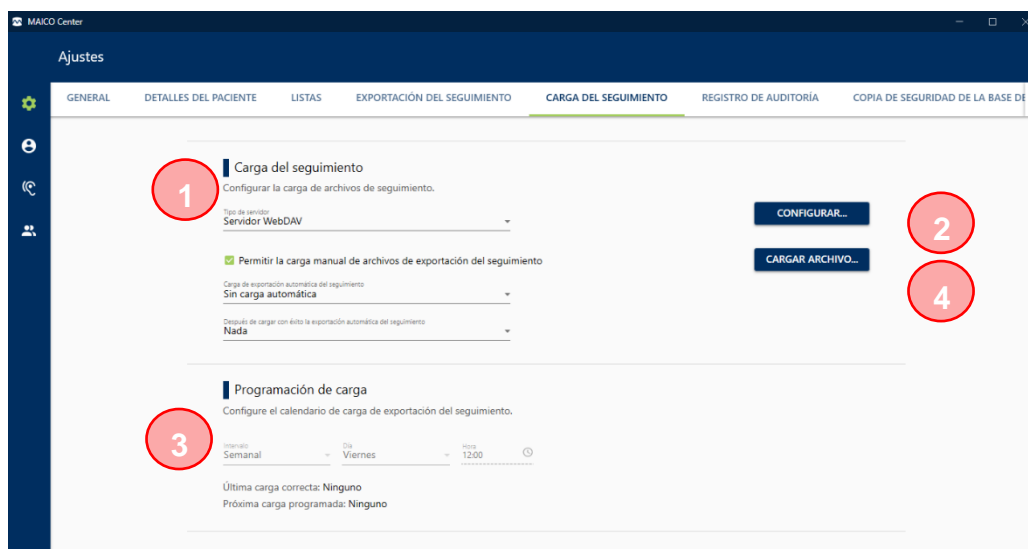 MAICO Center
Ajustes
GENERAL DETALLES DEL PACIENTE LISTAS EXPORTACIÓN DEL SEGUIMIENTO CARGA DEL SEGUIMIENTO REGISTRO DE AUDITORÍA COPIA DE SEGURIDAD DE LA BASE DE
Carga del seguimiento
1
Configurar la carga de archivos de seguimiento.
Tipo de servidor
Servidor WebDAV
CONFIGURAR...
2
Permitir la carga manual de archivos de exportación del seguimiento
CARGAR ARCHIVO...
4
Carga de exportación automática del seguimiento
Sin carga automática
Después de cargar con éxito la exportación automática del seguimiento
Nada
Programación de carga
Configure el calendario de carga de exportación del seguimiento.
3
Intervalo Día Hora
Semanal Viernes 12:00
Última carga correcta: Ninguno
Próxima carga programada: Ninguno